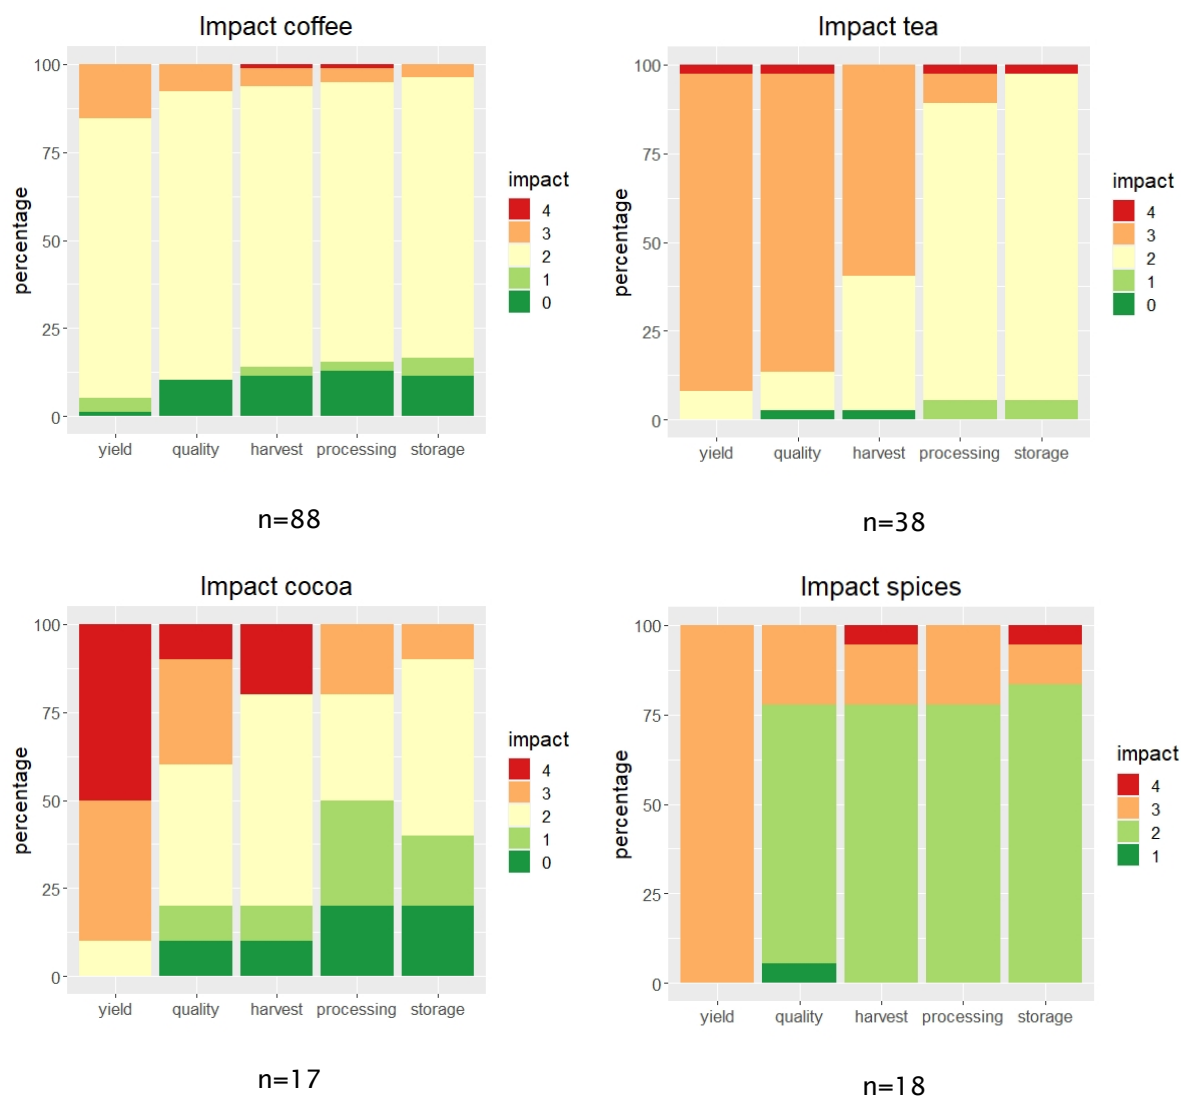 Impact coffee
percentage
100
75
50
25
0
yield quality harvest processing storage
impact
4
3
2
1
0
n=88
Impact tea
percentage
100
75
50
25
0
yield quality harvest processing storage
impact
4
3
2
1
0
n=38
Impact cocoa
percentage
100
75
50
25
0
yield quality harvest processing storage
impact
4
3
2
1
0
n=17
Impact spices
percentage
100
75
50
25
0
yield quality harvest processing storage
impact
4
3
2
1
n=18